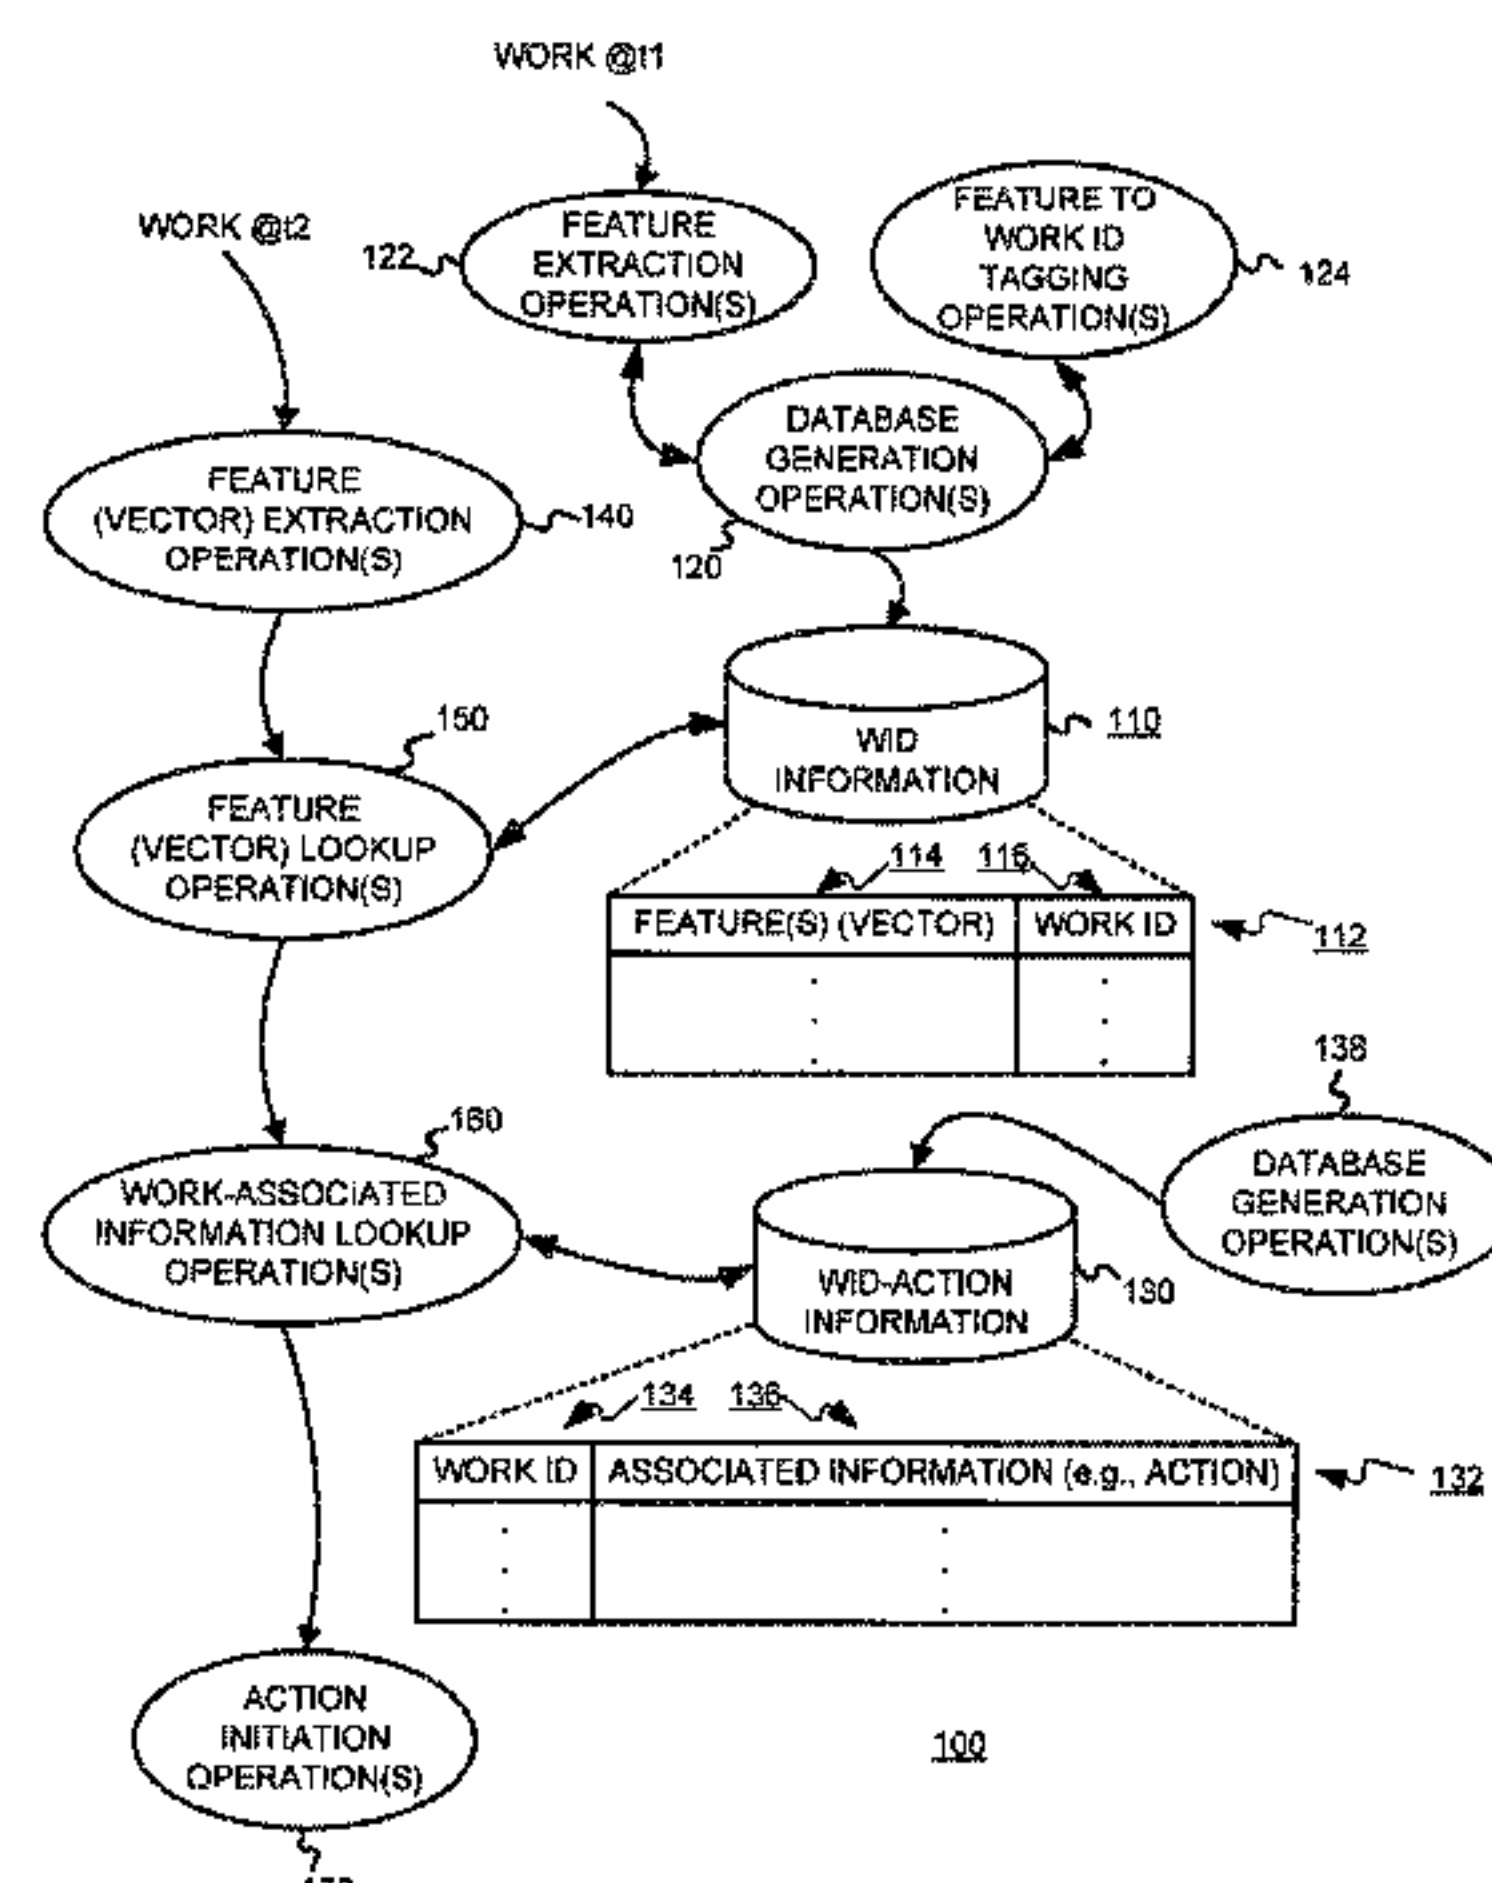 WORK @t1
WORK @t2
122
FEATURE
EXTRACTION
OPERATION(S)
FEATURE TO
WORK ID
TAGGING
OPERATION(S)
124
DATABASE
GENERATION
OPERATION(S)
120
FEATURE
(VECTOR) EXTRACTION
OPERATION(S)
140
150
FEATURE
(VECTOR) LOOKUP
OPERATION(S)
WID
INFORMATION
110
114
116
FEATURE(S) (VECTOR)
WORK ID
112
138
DATABASE
GENERATION
OPERATION(S)
160
WORK-ASSOCIATED
INFORMATION LOOKUP
OPERATION(S)
WID-ACTION
INFORMATION
130
134
136
WORK ID
ASSOCIATED INFORMATION (e.g., ACTION)
132
ACTION
INITIATION
OPERATION(S)
100